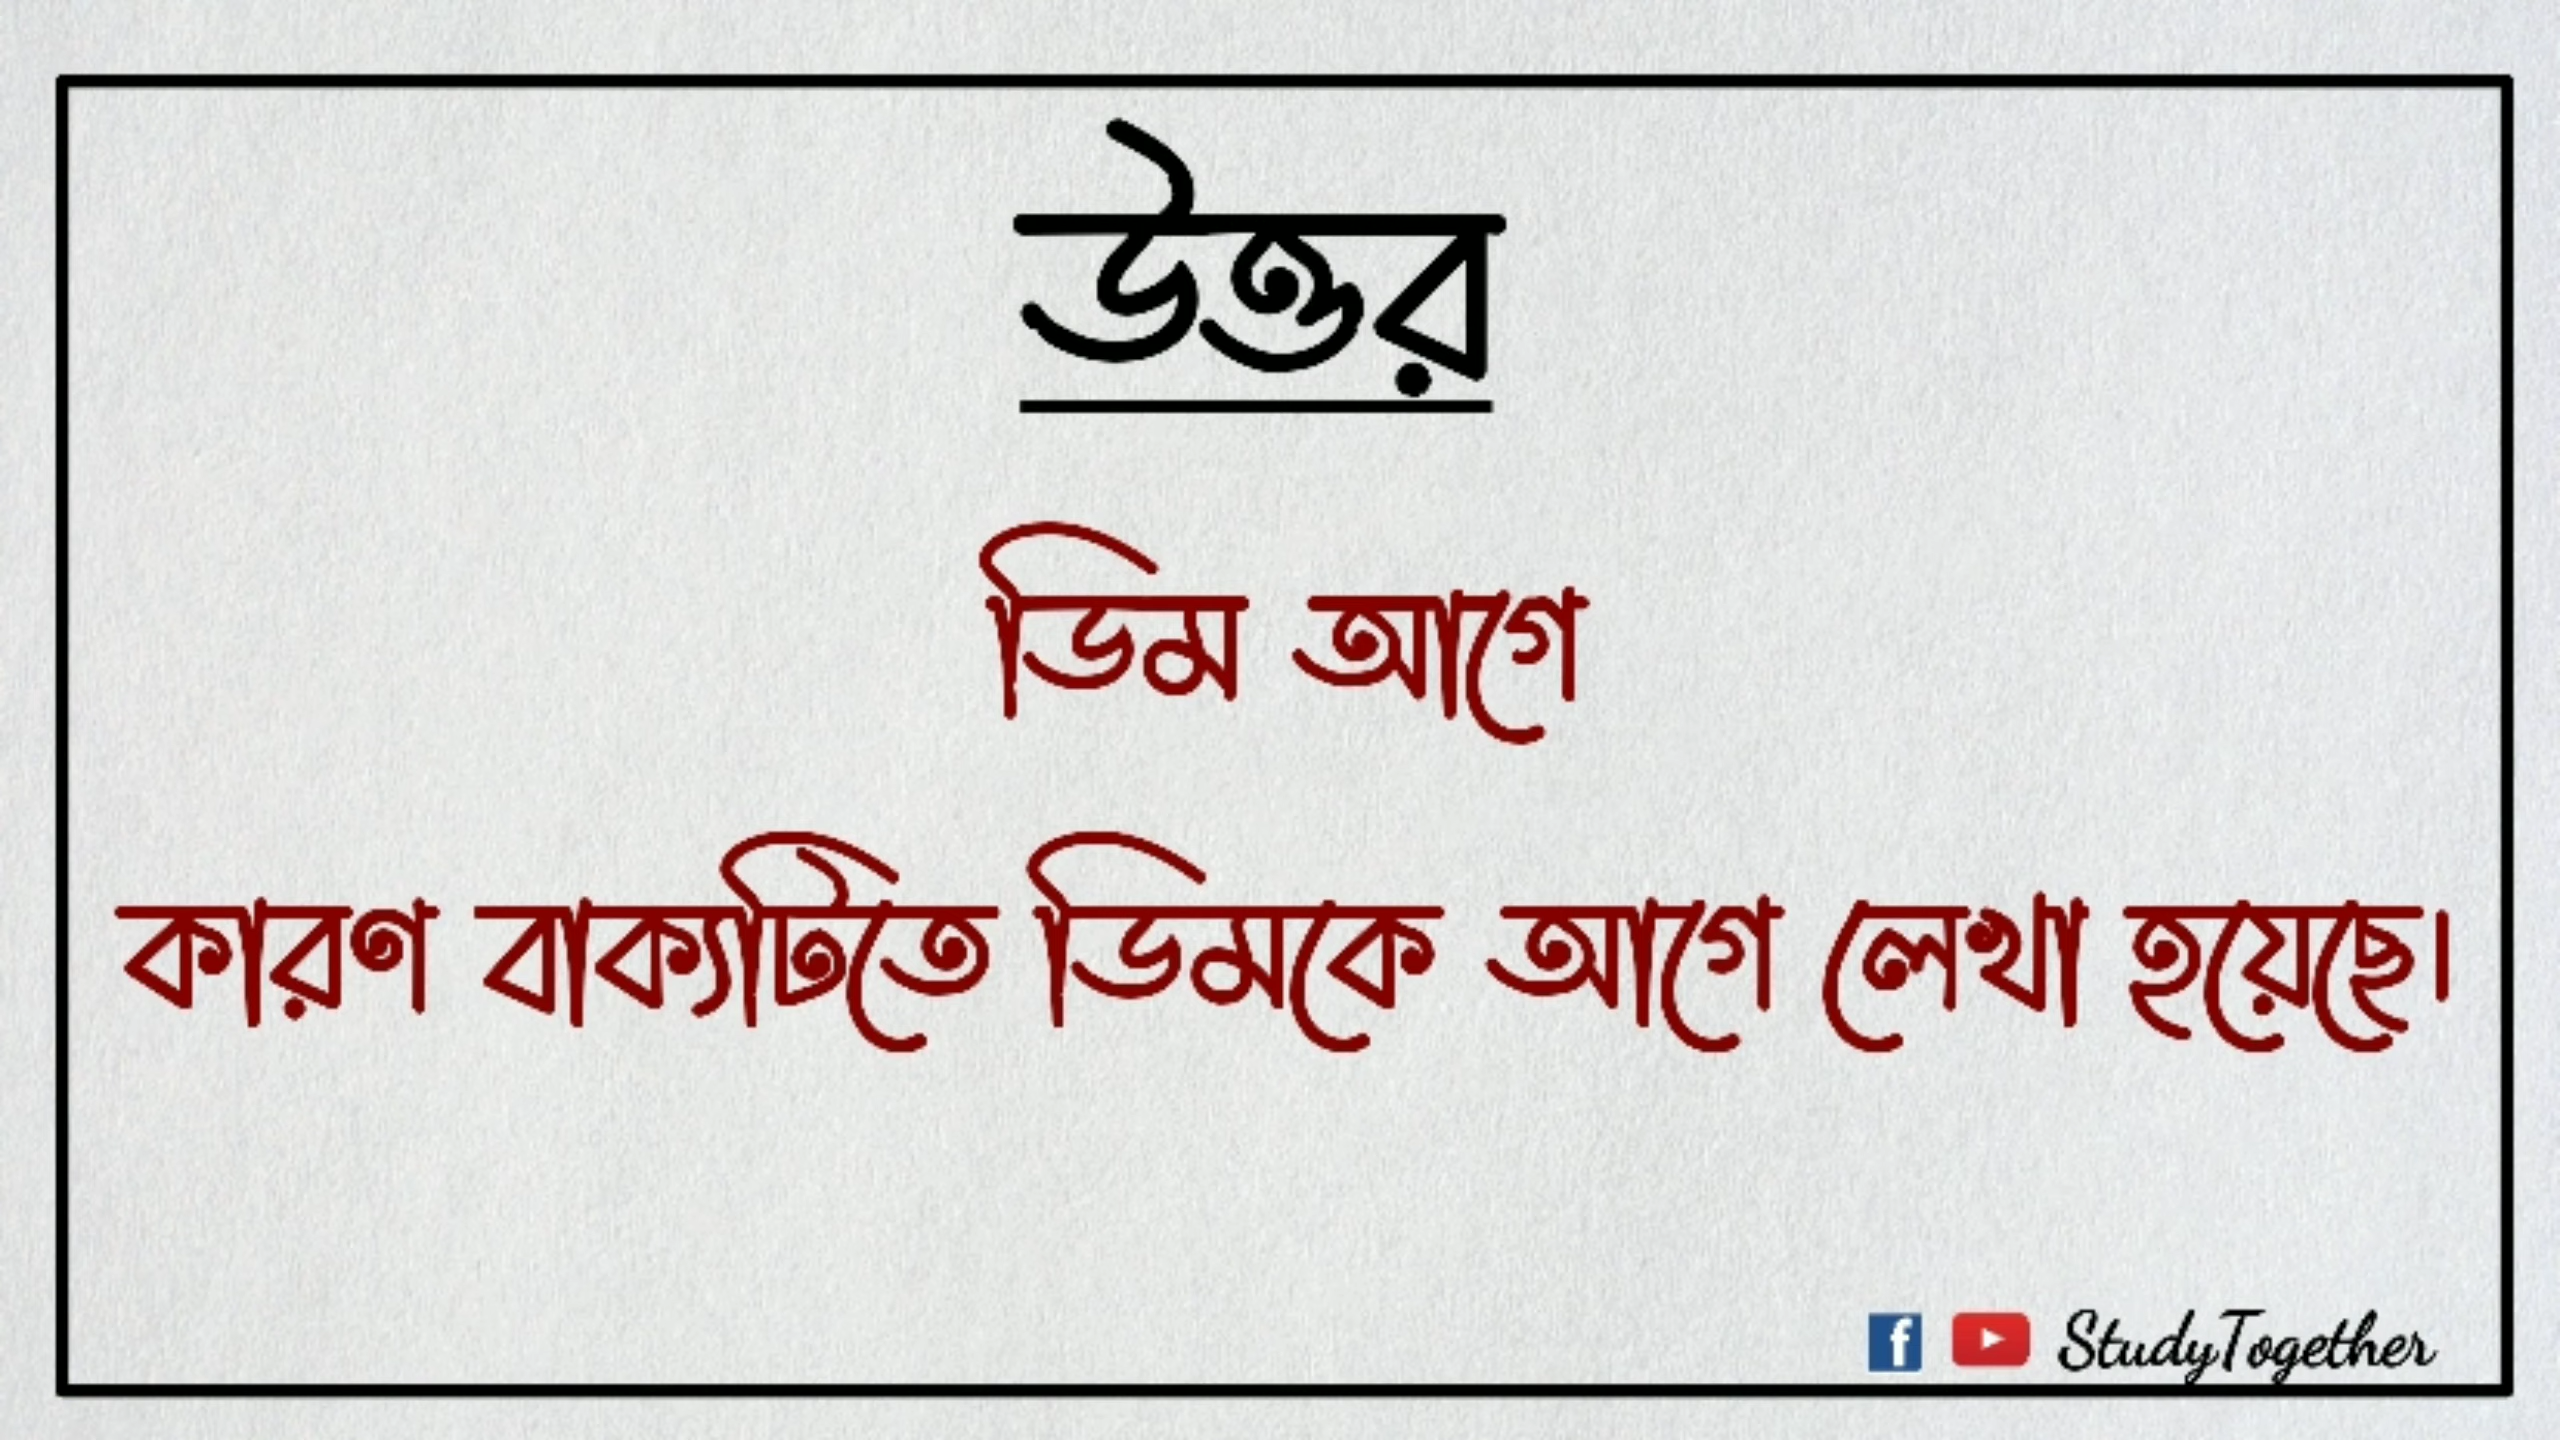 উত্তর
ডিম আগে
কারণ বাক্যটিতে ডিমকে আগে লেখা হয়েছে।
f StudyTogether